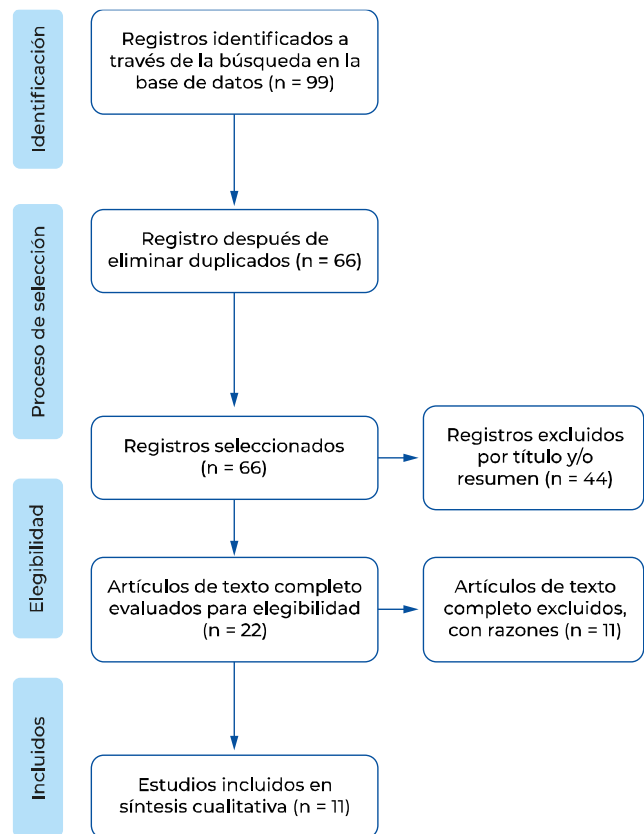 Identificación
Registros identificados a
través de la búsqueda en la
base de datos (n = 99)
Proceso de selección
Registro después de
eliminar duplicados (n = 66)
Registros seleccionados
(n = 66)
Registros excluidos
por título y/o
resumen (n = 44)
Elegibilidad
Artículos de texto completo
evaluados para elegibilidad
(n = 22)
Artículos de texto
completo excluidos,
con razones (n = 11)
Incluidos
Estudios incluidos en
síntesis cualitativa (n = 11)